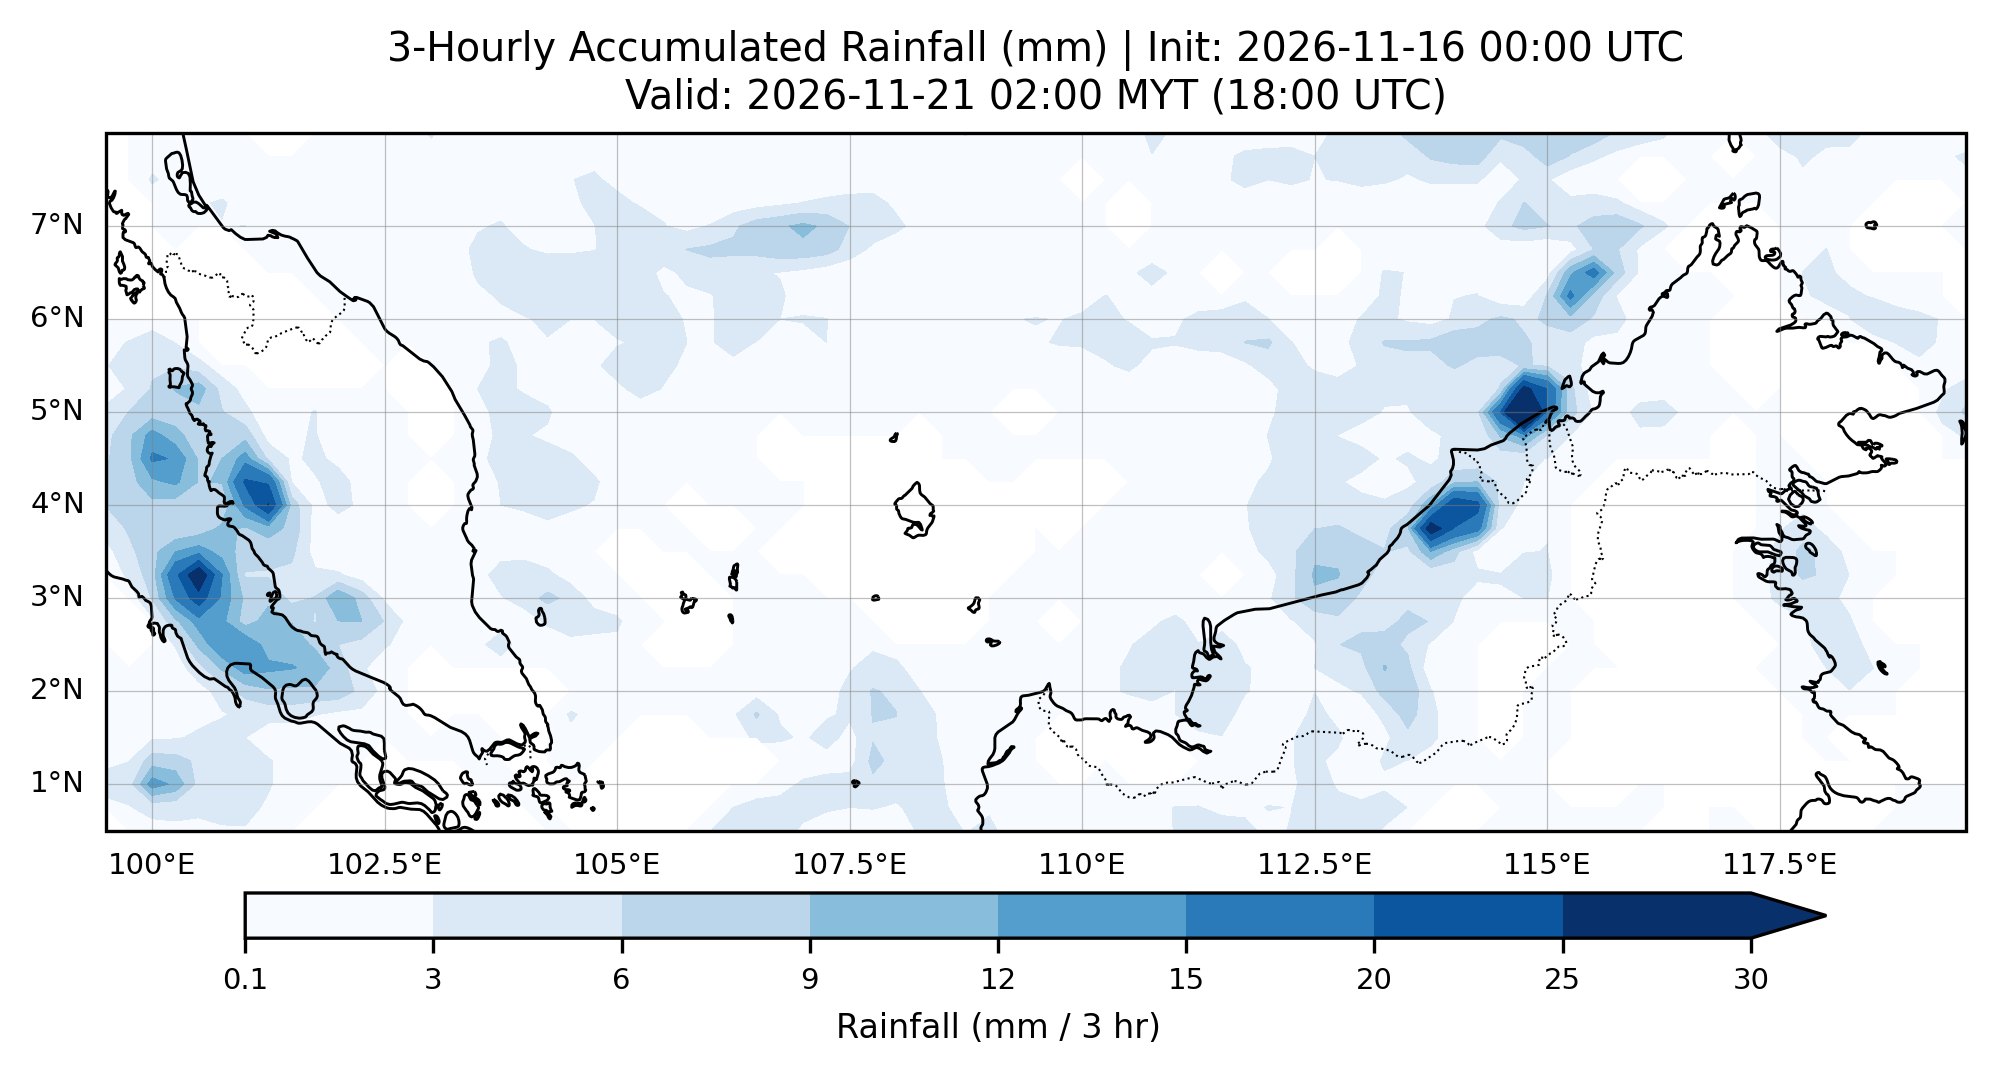 3-Hourly Accumulated Rainfall (mm) | Init: 2026-11-16 00:00 UTC
Valid: 2026-11-21 02:00 MYT (18:00 UTC)
7°N
6°N
5°N
4°N
3°N
2°N
1°N
100°E 102.5°E 105°E 107.5°E 110°E 112.5°E 115°E 117.5°E
0.1 3 6 9 12 15 20 25 30
Rainfall (mm / 3 hr)